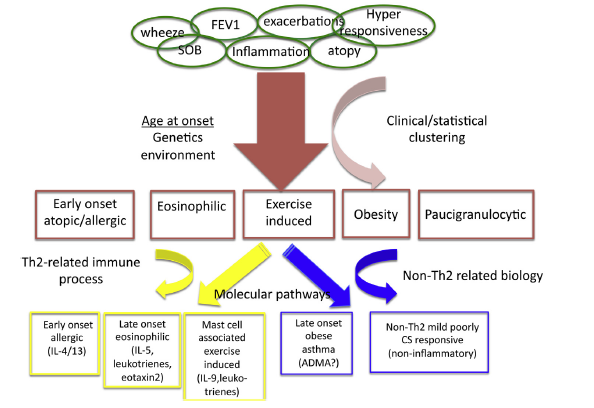 wheeze
FEV1
exacerbations
Hyper
responsiveness
SOB
Inflammation
atopy
Age at onset
Genetics
environment
Clinical/statistical
clustering
Early onset
atopic/allergic
Eosinophilic
Exercise
induced
Obesity
Paucigranulocytic
Th2-related immune
process
Molecular pathways
Non-Th2 related biology
Early onset
allergic
(IL-4/13)
Late onset
eosinophilic
(IL-5,
leukotrienes,
eotaxin2)
Mast cell
associated
exercise
induced
(IL-9,leuko-
trienes)
Late onset
obese
asthma
(ADMA?)
Non-Th2 mild poorly
CS responsive
(non-inflammatory)